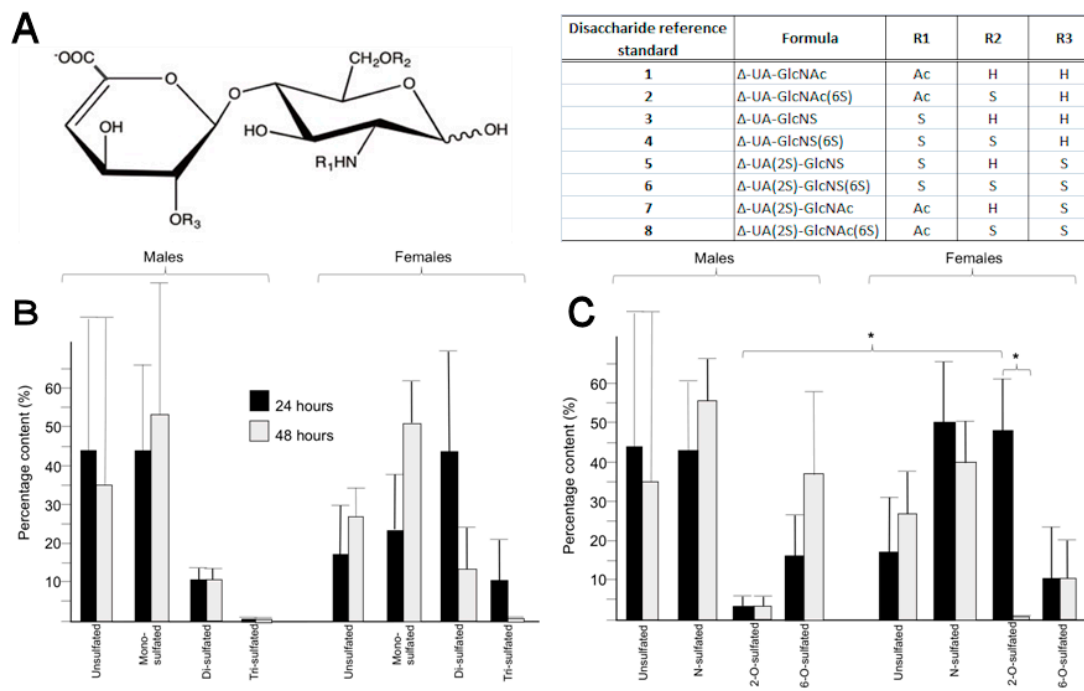 A
⁻OOC
O
OH
OR₃
O
CH₂OR₂
O
HO
R₁HN
OH
Disaccharide reference standard Formula R1 R2 R3
1 Δ-UA-GlcNAc Ac H H
2 Δ-UA-GlcNAc(6S) Ac S H
3 Δ-UA-GlcNS S H H
4 Δ-UA-GlcNS(6S) S S H
5 Δ-UA(2S)-GlcNS S H S
6 Δ-UA(2S)-GlcNS(6S) S S S
7 Δ-UA(2S)-GlcNAc Ac H S
8 Δ-UA(2S)-GlcNAc(6S) Ac S S
B
Males
Females
Percentage content (%)
60
50
40
30
20
10
24 hours
48 hours
Unsulfated
Mono-
sulfated
Di-sulfated
Tri-sulfated
Unsulfated
Mono-
sulfated
Di-sulfated
Tri-sulfated
C
Males
Females
*
*
Percentage content (%)
60
50
40
30
20
10
Unsulfated
N-sulfated
2-O-sulfated
6-O-sulfated
Unsulfated
N-sulfated
2-O-sulfated
6-O-sulfated